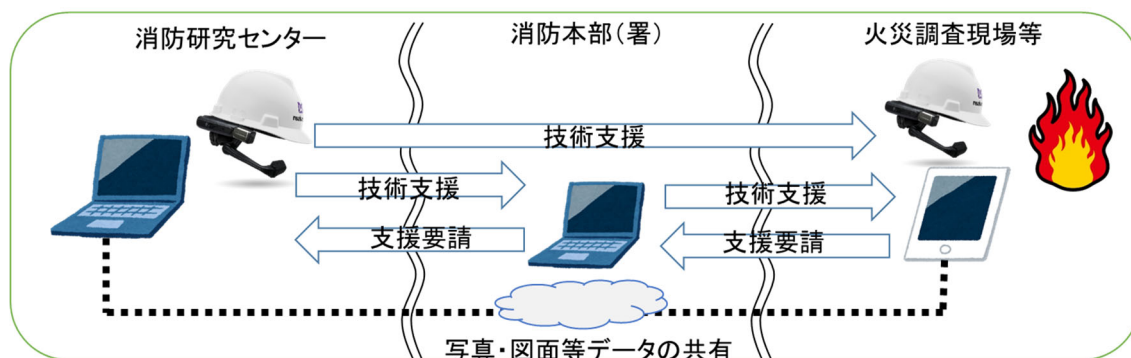 消防研究センター
消防本部(署)
火災調査現場等
技術支援
技術支援
技術支援
支援要請
支援要請
写真・図面等データの共有